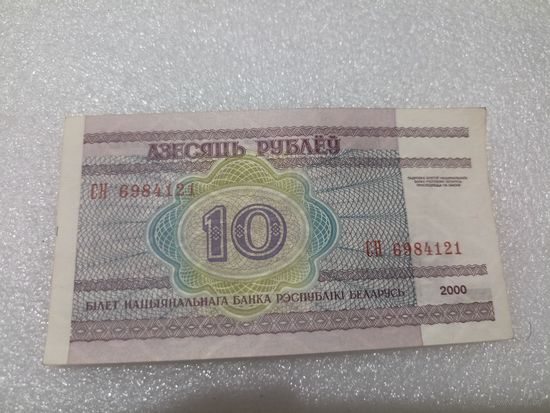 ДЗЕСЯЦЬ РУБЛЁЎ
СН 6984121
10
СН 6984121
БІЛЕТ НАЦЫЯНАЛЬНАГА БАНКА РЭСПУБЛІКІ БЕЛАРУСЬ
2000